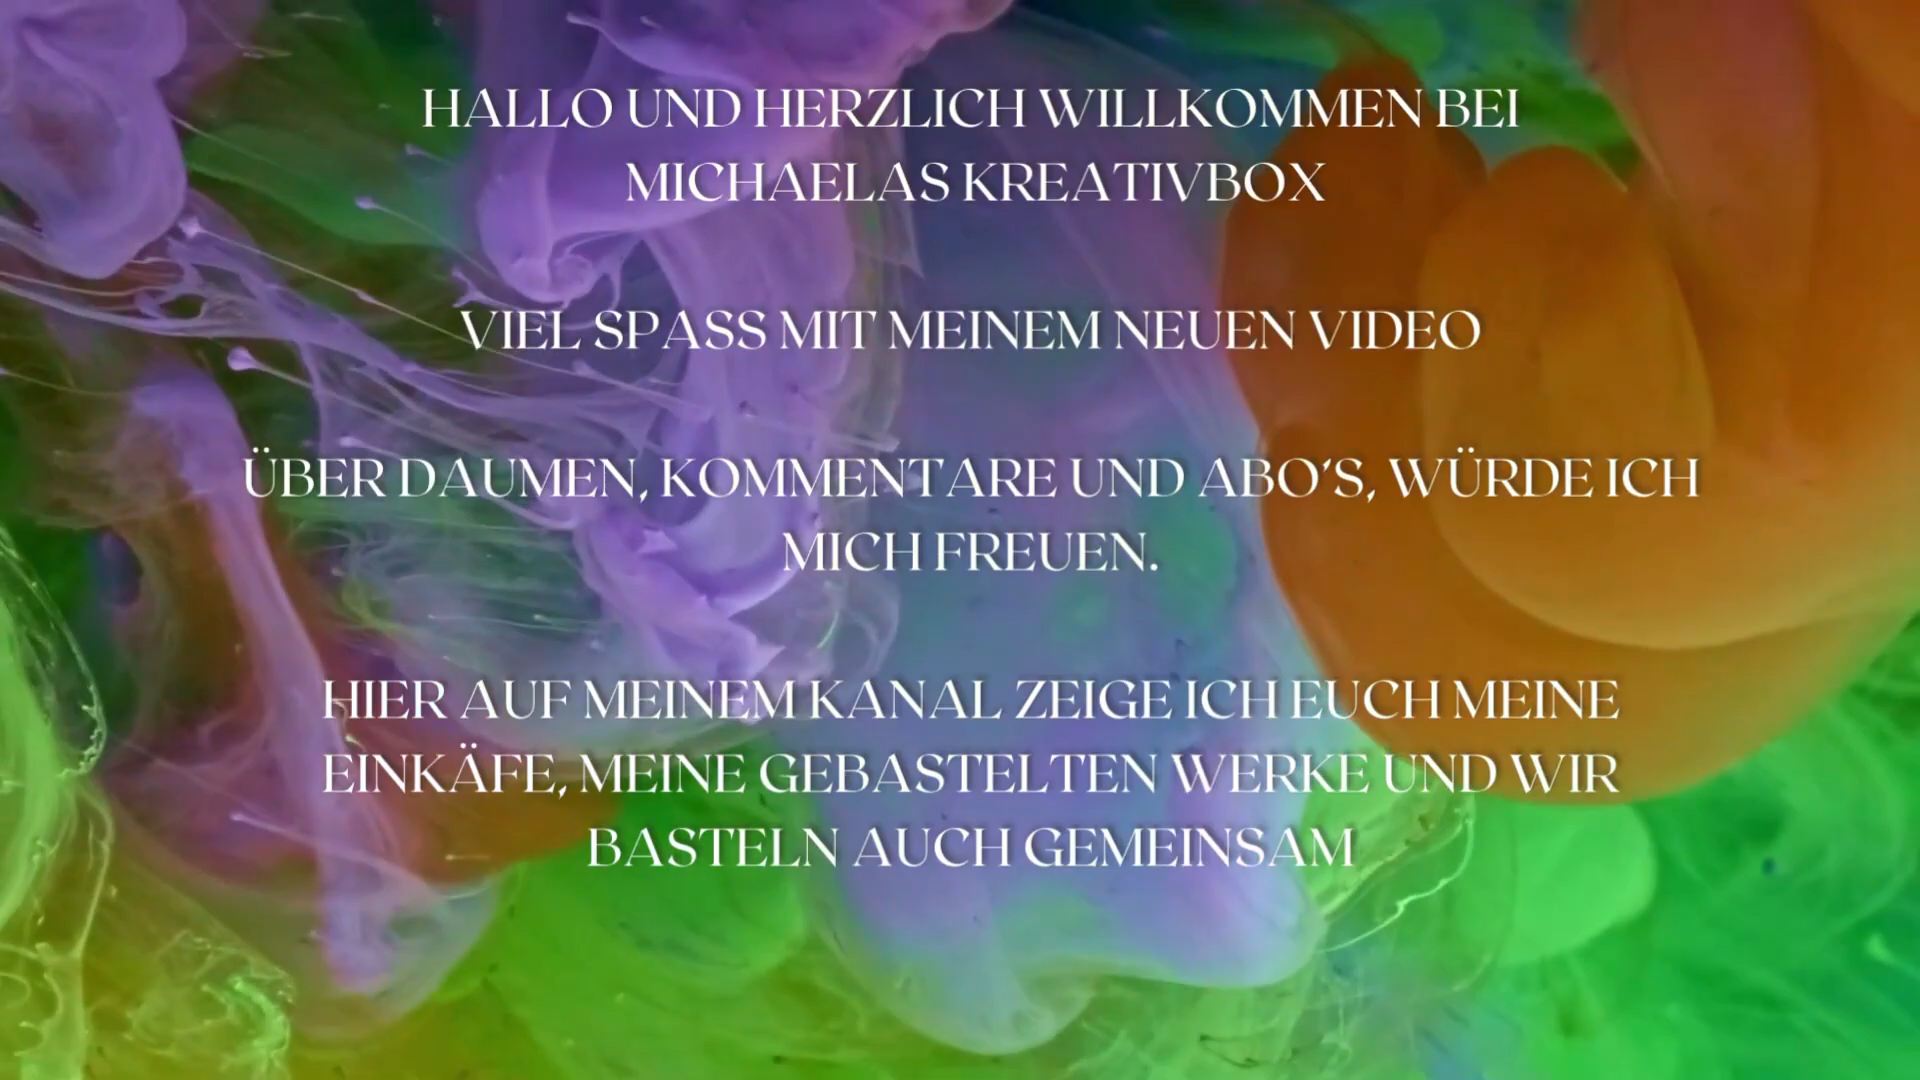 HALLO UND HERZLICH WILLKOMMEN BEI
MICHAELAS KREATIVBOX
VIEL SPASS MIT MEINEM NEUEN VIDEO
ÜBER DAUMEN, KOMMENTARE UND ABO'S, WÜRDE ICH
MICH FREUEN.
HIER AUF MEINEM KANAL ZEIGE ICH EUCH MEINE
EINKÄFE, MEINE GEBASTELTEN WERKE UND WIR
BASTELN AUCH GEMEINSAM